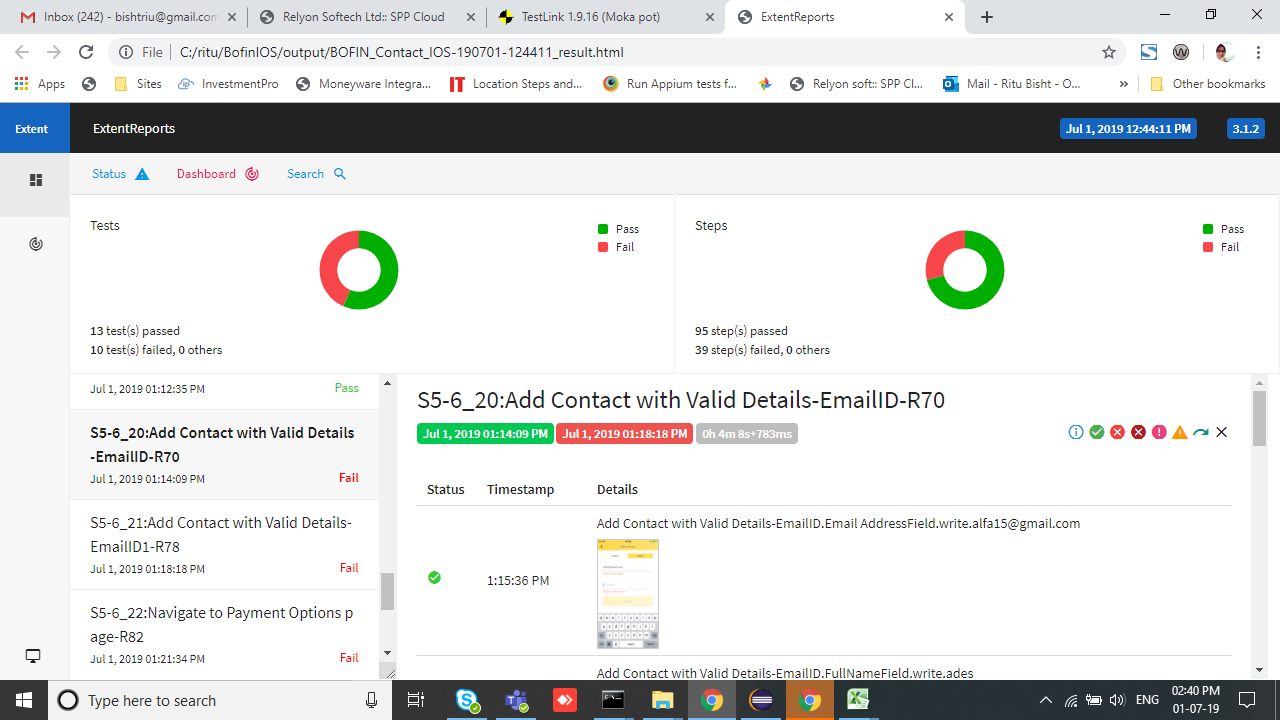 Inbox (242) - bishtriu@gmail.com
Relyon Softech Ltd:: SPP Cloud
TestLink 1.9.16 (Moka pot)
ExtentReports
File
C:/ritu/BofinIOS/output/BOFIN_Contact_IOS-190701-124411_result.html
Apps
Sites
InvestmentPro
Moneyware Integra...
Location Steps and...
Run Appium tests f...
Relyon soft:: SPP Cl...
Mail - Ritu Bisht - O...
»
Other bookmarks
Extent
ExtentReports
Jul 1, 2019 12:44:11 PM
3.1.2
Status
Dashboard
Search
Tests
Pass
Fail
13 test(s) passed
10 test(s) failed, 0 others
Steps
Pass
Fail
95 step(s) passed
39 step(s) failed, 0 others
Jul 1, 2019 01:12:35 PM
Pass
S5-6_20:Add Contact with Valid Details
-EmailID-R70
Jul 1, 2019 01:14:09 PM
Fail
S5-6_21:Add Contact with Valid Details-
EmailID1-R78
Jul 1, 2019 01:18:18 PM
Fail
S5-6_22:Navigate to Payment Options p
age-R82
Jul 1, 2019 01:21:34 PM
Fail
S5-6_20:Add Contact with Valid Details-EmailID-R70
Jul 1, 2019 01:14:09 PM
Jul 1, 2019 01:18:18 PM
0h 4m 8s+783ms
Status
Timestamp
Details
Add Contact with Valid Details-EmailID.Email AddressField.write.alfa15@gmail.com
1:15:36 PM
Add Contact with Valid Details-EmailID.FullNameField.write.ades
Type here to search
ENG
02:40 PM
01-07-19